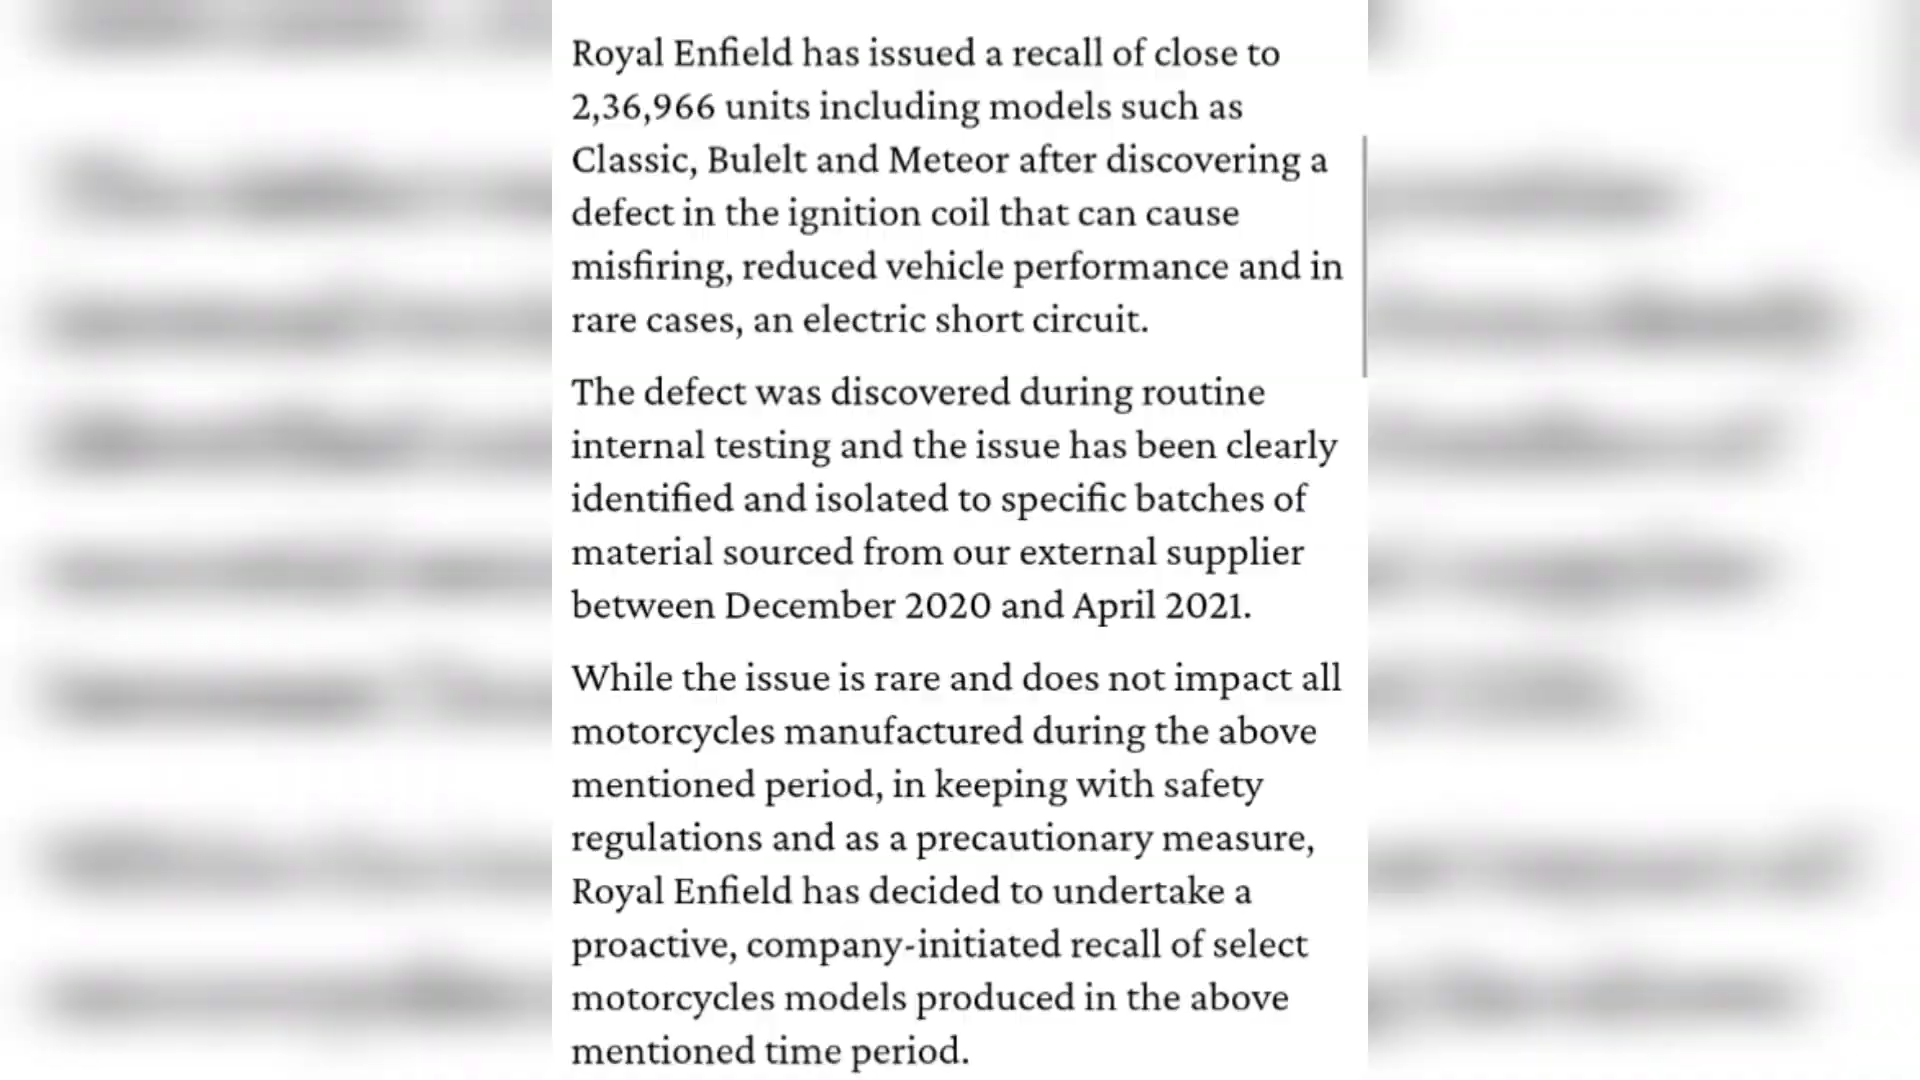 Royal Enfield has issued a recall of close to
2,36,966 units including models such as
Classic, Bulelt and Meteor after discovering a
defect in the ignition coil that can cause
misfiring, reduced vehicle performance and in
rare cases, an electric short circuit.
The defect was discovered during routine
internal testing and the issue has been clearly
identified and isolated to specific batches of
material sourced from our external supplier
between December 2020 and April 2021.
While the issue is rare and does not impact all
motorcycles manufactured during the above
mentioned period, in keeping with safety
regulations and as a precautionary measure,
Royal Enfield has decided to undertake a
proactive, company-initiated recall of select
motorcycles models produced in the above
mentioned time period.